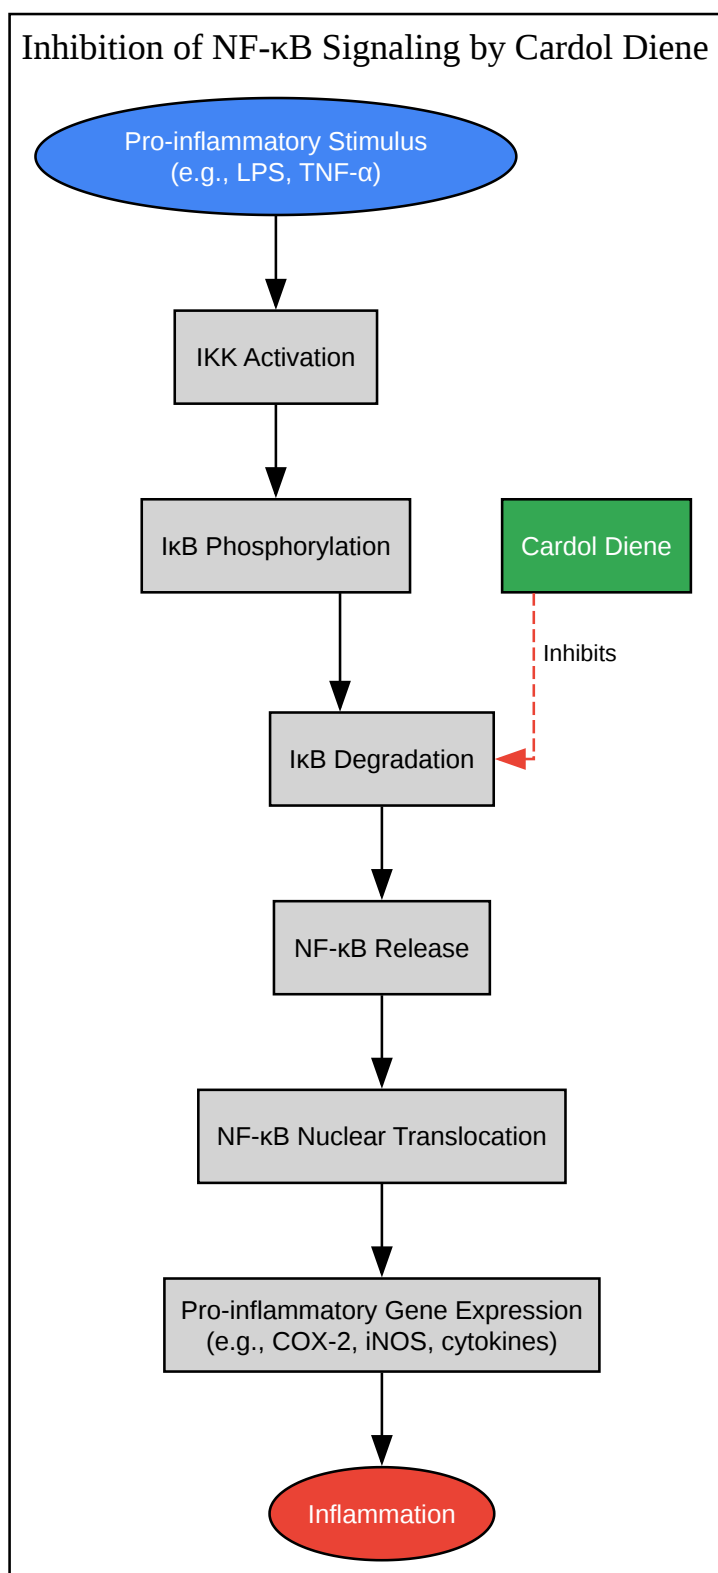 Inhibition of NF-κB Signaling by Cardol Diene
Pro-inflammatory Stimulus
(e.g., LPS, TNF-α)
IKK Activation
IκB Phosphorylation
Cardol Diene
Inhibits
IκB Degradation
NF-κB Release
NF-κB Nuclear Translocation
Pro-inflammatory Gene Expression
(e.g., COX-2, iNOS, cytokines)
Inflammation